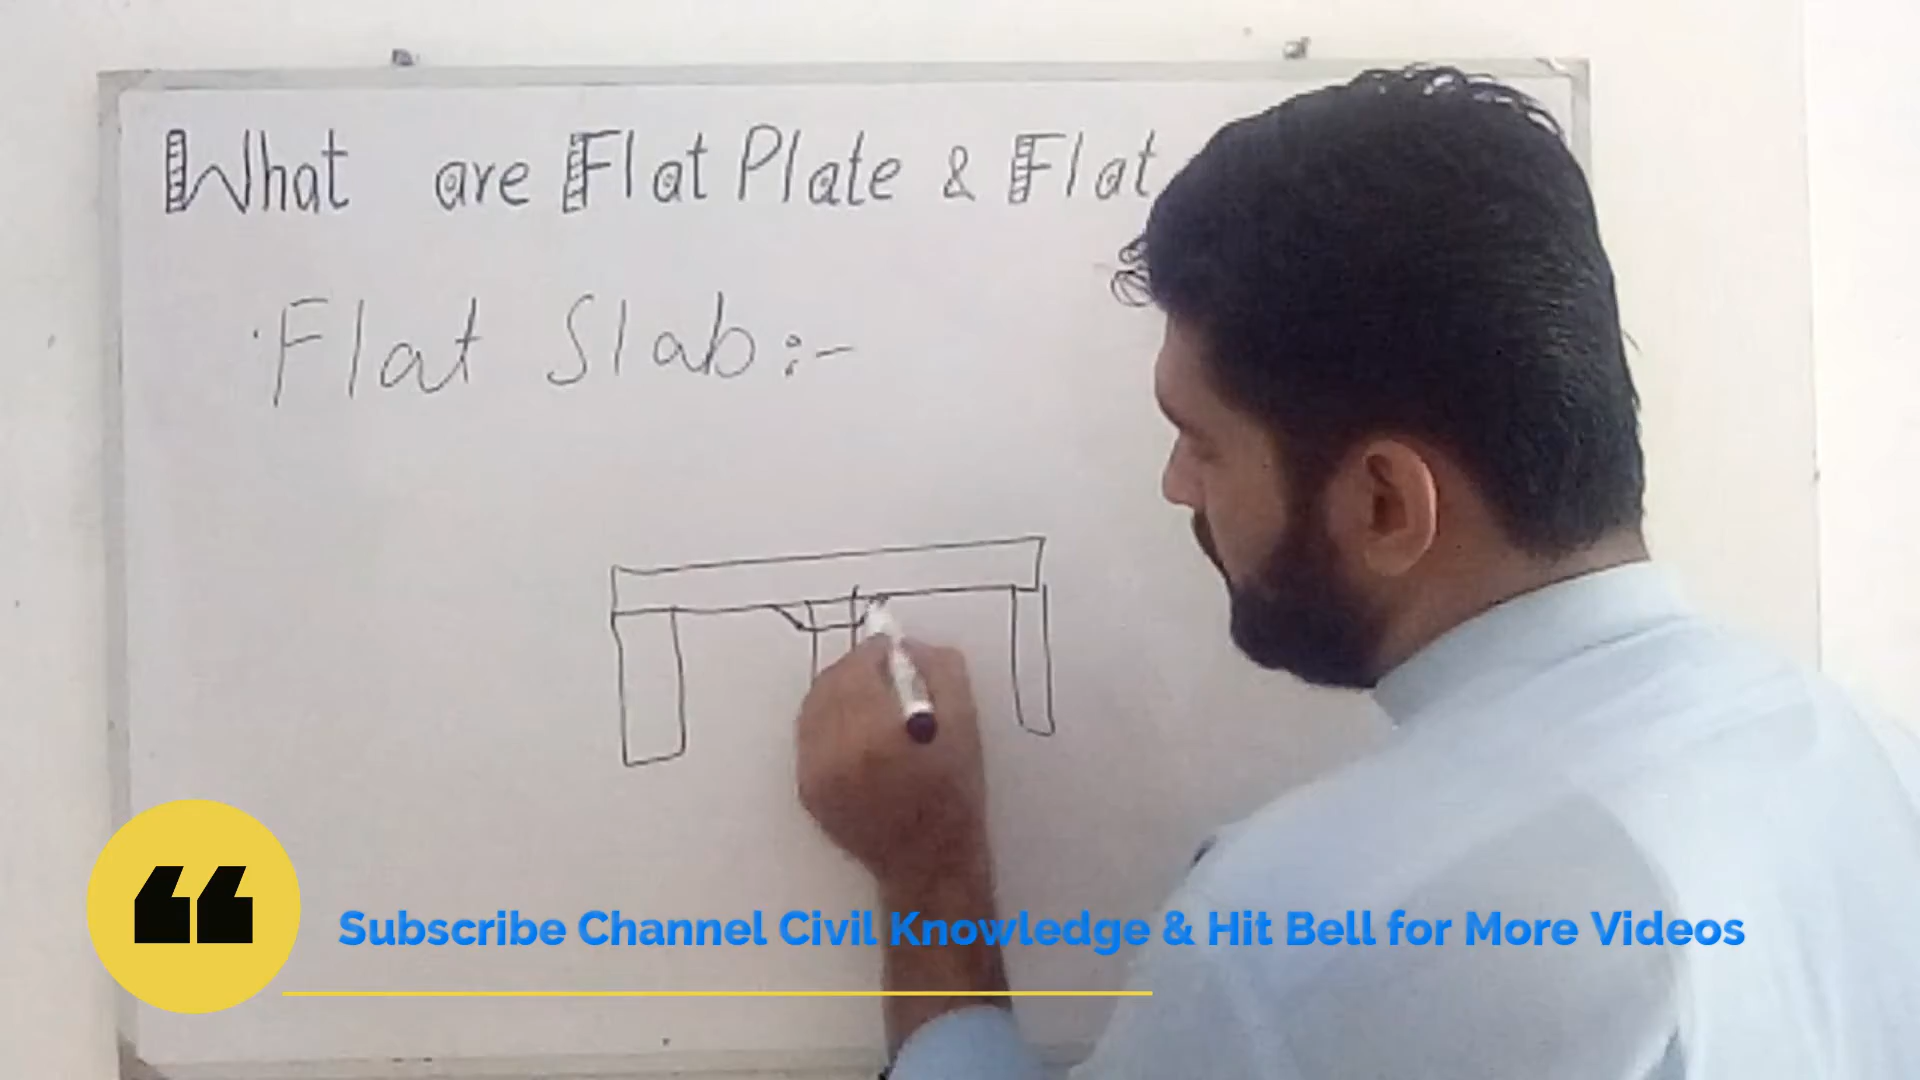 What are Flat Plate & Flat
Flat Slab:-
Subscribe Channel Civil Knowledge & Hit Bell for More Videos